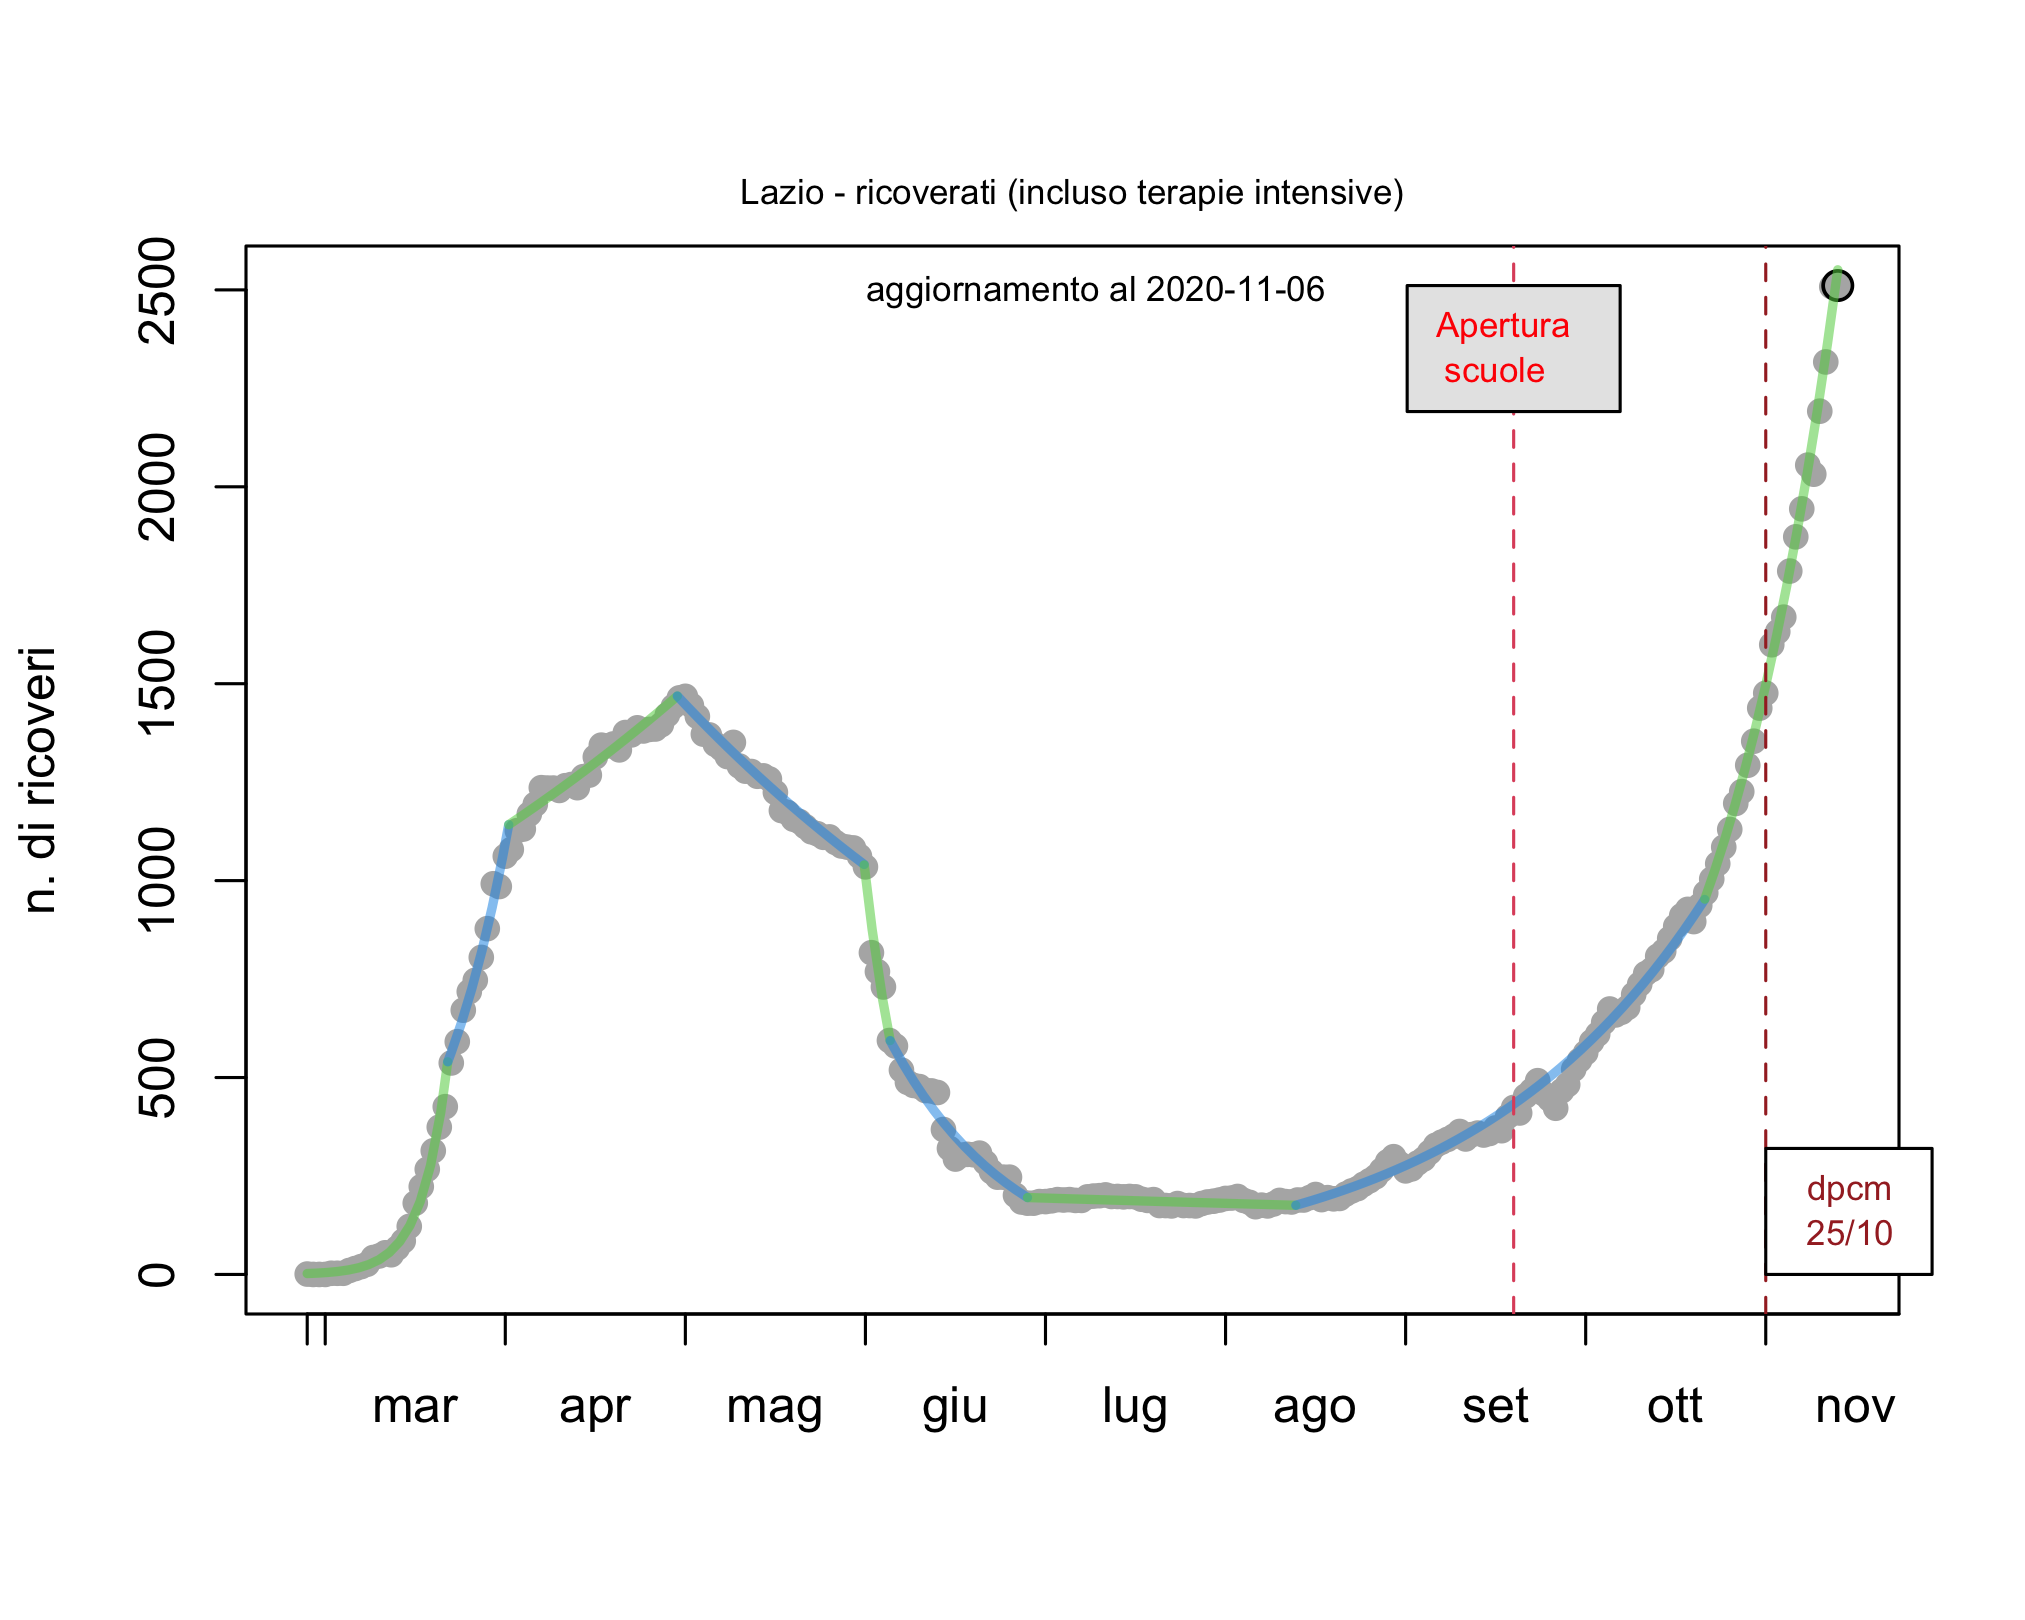 Lazio - ricoverati (incluso terapie intensive)
aggiornamento al 2020-11-06
Apertura
scuole
dpcm
25/10
n. di ricoveri
2500
2000
1500
1000
500
0
mar apr mag giu lug ago set ott nov